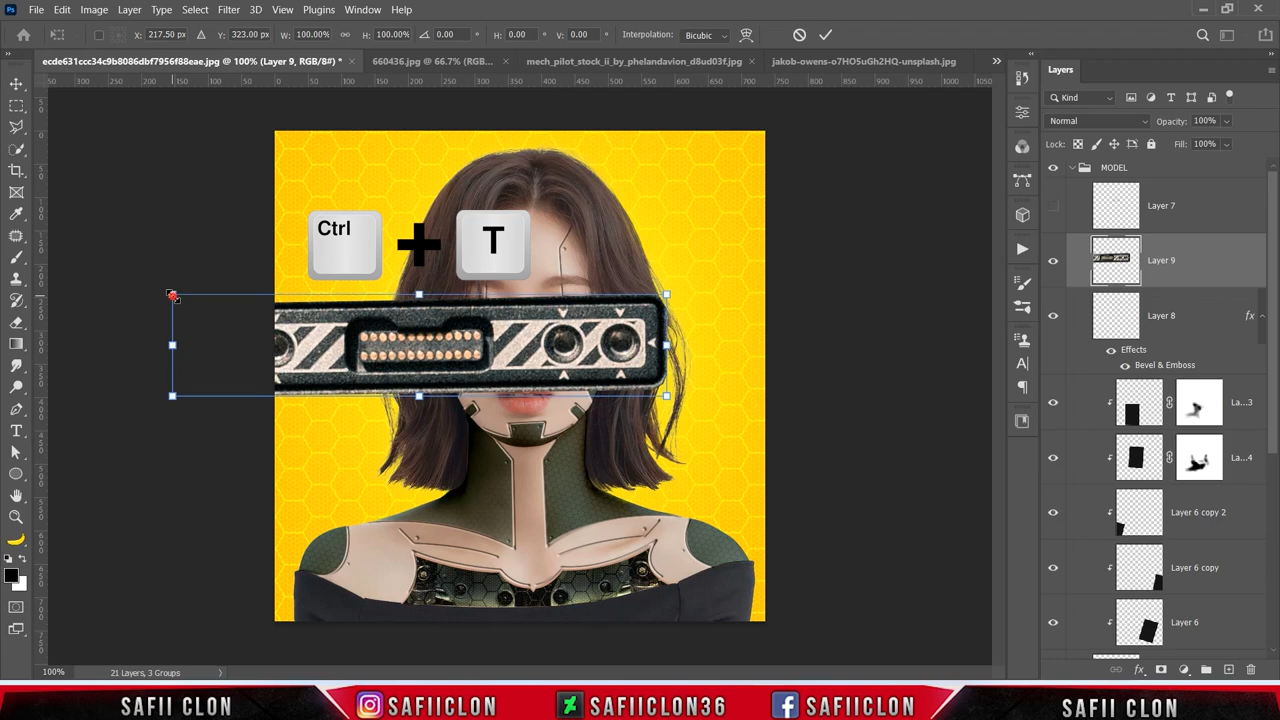 Ps File Edit Image Layer Type Select Filter 3D View Plugins Window Help
X: 217.50 px Y: 323.00 px W: 100.00% H: 100.00% 0.00 ° H: 0.00 ° V: 0.00 ° Interpolation: Bicubic
ecde631ccc34c9b8086dbf7956f88eae.jpg @ 100% (Layer 9, RGB/8#) * × 660436.jpg @ 66.7% (RGB... × mech_pilot_stock_ii_by_phelandavion_d8ud03f.jpg × jakob-owens-o7HO5uGh2HQ-unsplash.jpg
Ctrl + T
Layers
Kind
Normal Opacity: 100%
Lock: Fill: 100%
MODEL
Layer 7
Layer 9
Layer 8 fx
Effects
Bevel & Emboss
La...3
La...4
Layer 6 copy 2
Layer 6 copy
Layer 6
100% 21 Layers, 3 Groups
SAFII CLON SAFIICLON SAFIICLON36 SAFIICLON SAFII CLON